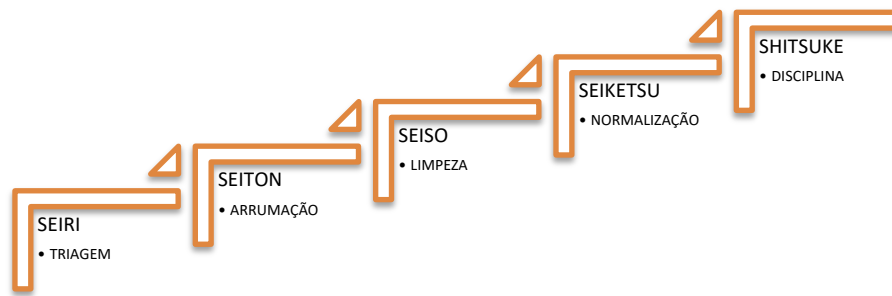 SEIRI
• TRIAGEM
SEITON
• ARRUMAÇÃO
SEISO
• LIMPEZA
SEIKETSU
• NORMALIZAÇÃO
SHITSUKE
• DISCIPLINA